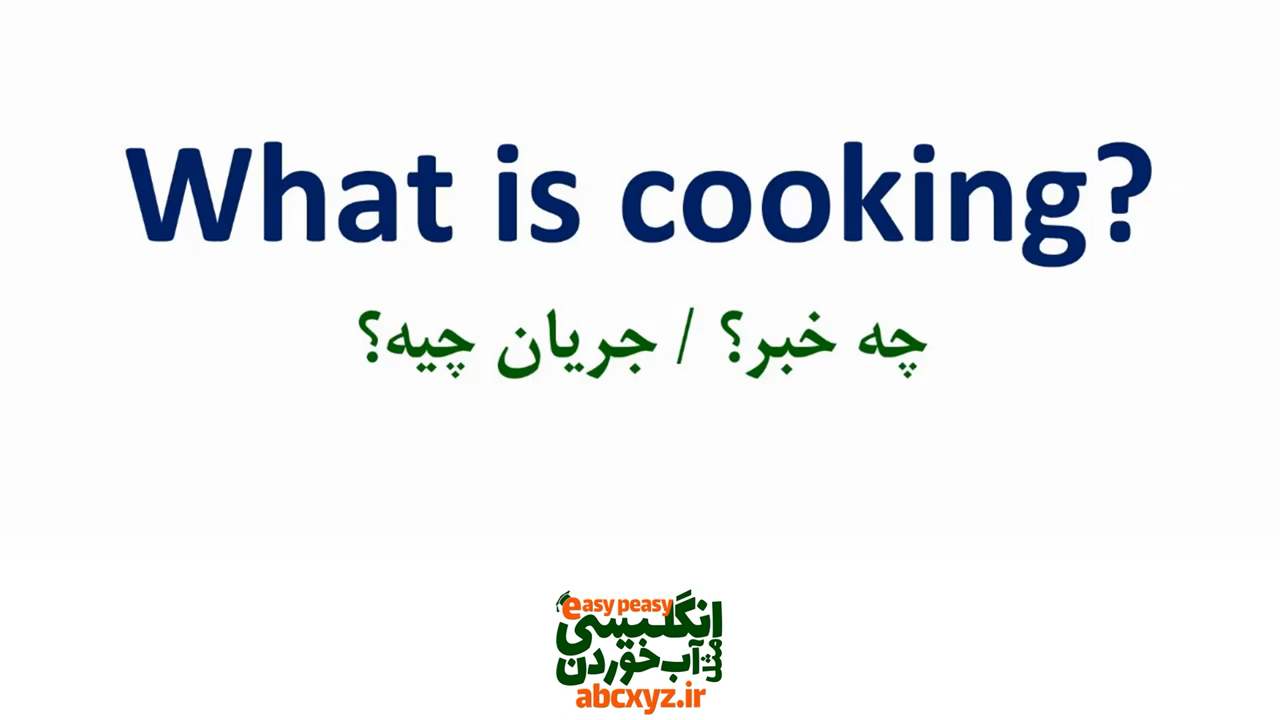 What is cooking?
چه خبر؟ / جریان چیه؟
easy peasy
انگلیسی
مثل آب خوردن
abcxyz.ir